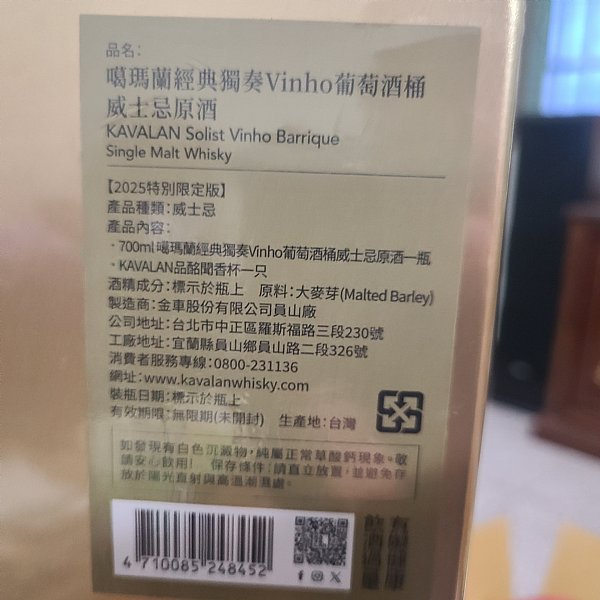 品名：
噶瑪蘭經典獨奏Vinho葡萄酒桶
威士忌原酒
KAVALAN Solist Vinho Barrique
Single Malt Whisky
【2025特別限定版】
產品種類：威士忌
產品內容：
·700ml 噶瑪蘭經典獨奏Vinho葡萄酒桶威士忌原酒一瓶
·KAVALAN品酩聞香杯一只
酒精成分：標示於瓶上 原料：大麥芽(Malted Barley)
製造商：金車股份有限公司員山廠
公司地址：台北市中正區羅斯福路三段230號
工廠地址：宜蘭縣員山鄉員山路二段326號
消費者服務專線：0800-231136
網址：www.kavalanwhisky.com
裝瓶日期：標示於瓶上
有效期限：無限期(未開封) 生產地：台灣
如發現有白色沉澱物，純屬正常草酸鈣現象。敬
請安心飲用! 保存條件：請直立放置，並避免存
放於陽光直射與高溫潮濕處。
4 710085 248452
飲酒過量
有礙健康